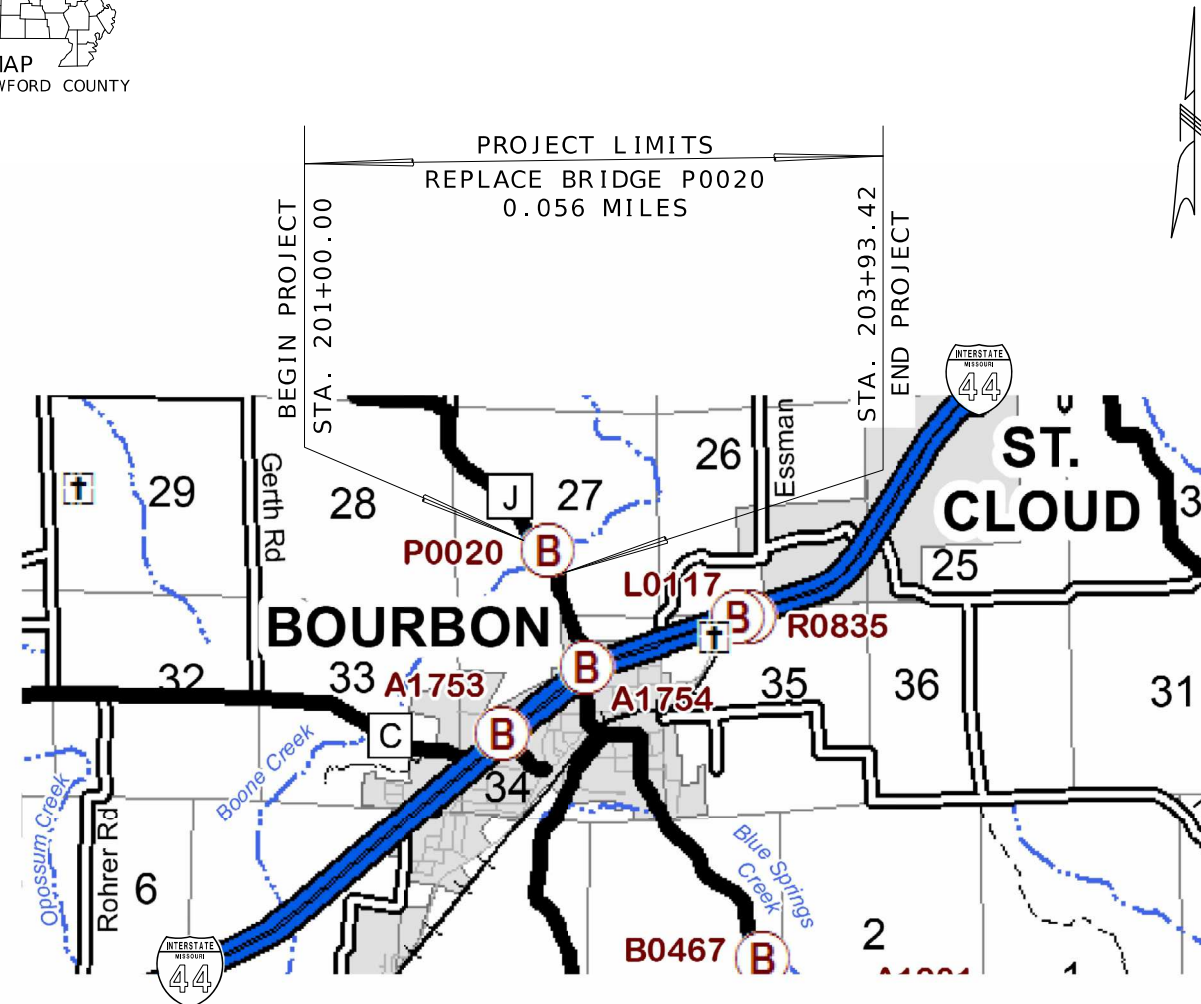 MAP
WFORD COUNTY
PROJECT LIMITS
REPLACE BRIDGE P0020
0.056 MILES
BEGIN PROJECT
STA. 201+00.00
STA. 203+93.42
END PROJECT
INTERSTATE
MISSOURI
44
ST.
CLOUD
29
Gerth Rd
28
J
27
26
Essman
3
P0020
B
25
L0117
B
R0835
BOURBON
32
33
A1753
B
A1754
35
36
31
C
B
34
Boone Creek
Opossum Creek
Rohrer Rd
6
Blue Springs
Creek
B0467
B
2
1
INTERSTATE
MISSOURI
44